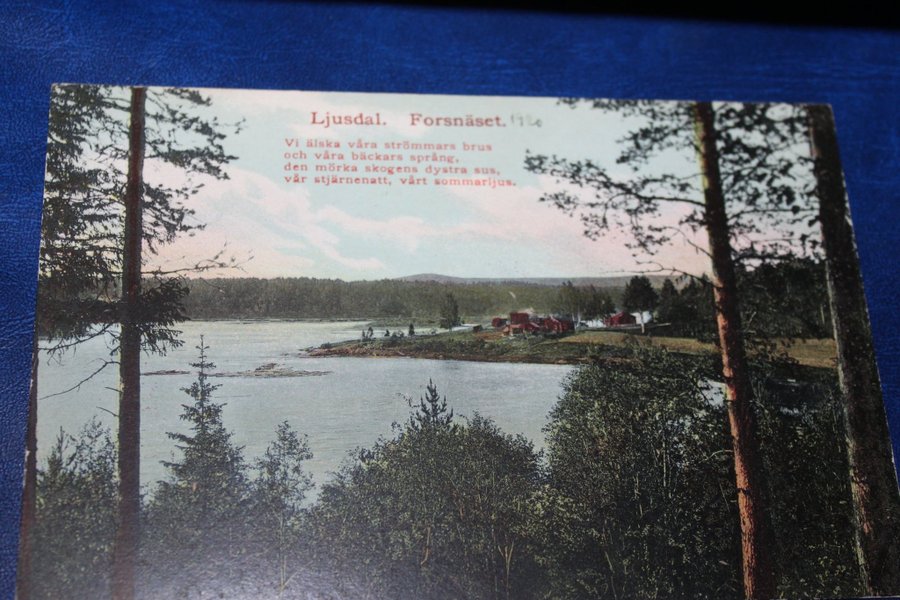 Ljusdal. Forsnäset. 1920
Vi älska våra strömmars brus
och våra bäckars språng,
den mörka skogens dystra sus,
vår stjärnenatt, vårt sommarljus.